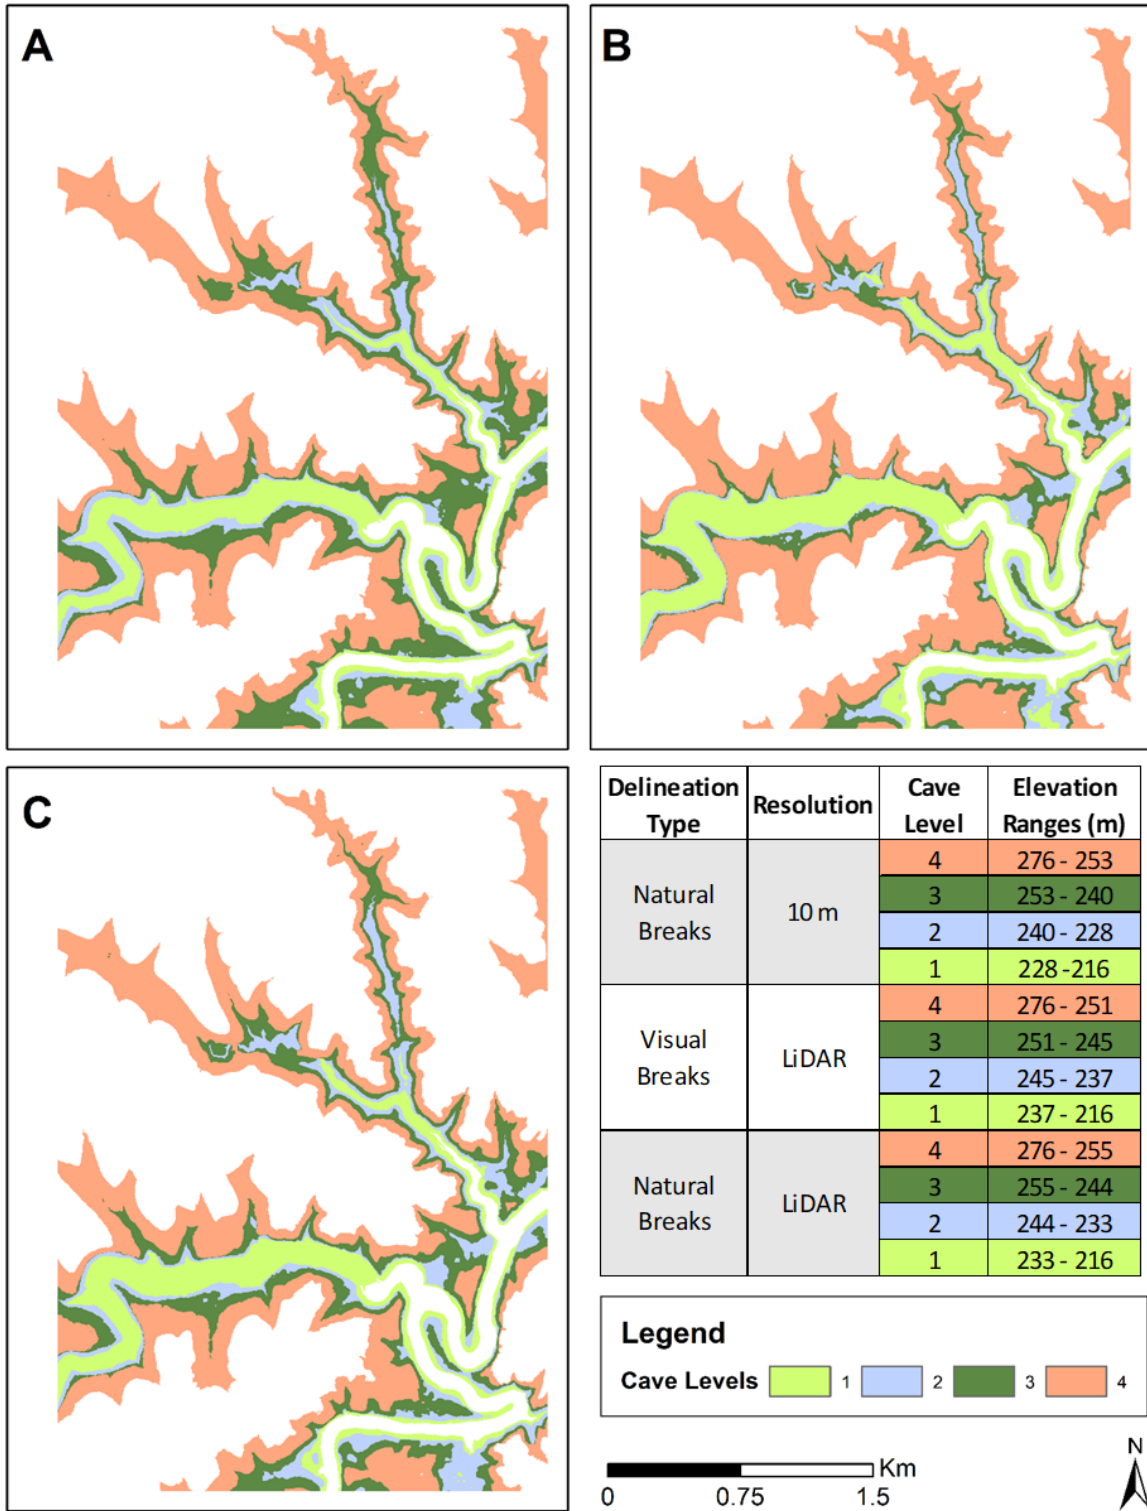 A
B
C
Delineation Type Resolution Cave Level Elevation Ranges (m)
Natural Breaks 10 m 4 276 - 253
3 253 - 240
2 240 - 228
1 228 -216
Visual Breaks LiDAR 4 276 - 251
3 251 - 245
2 245 - 237
1 237 - 216
Natural Breaks LiDAR 4 276 - 255
3 255 - 244
2 244 - 233
1 233 - 216
Legend
Cave Levels 1 2 3 4
N
Km
0 0.75 1.5